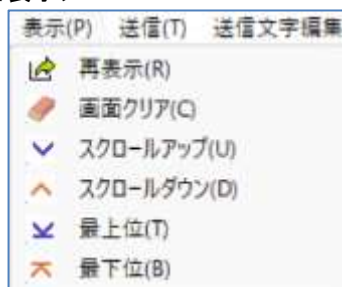 表示(P) 送信(T) 送信文字編集
再表示(R)
画面クリア(C)
スクロールアップ(U)
スクロールダウン(D)
最上位(T)
最下位(B)